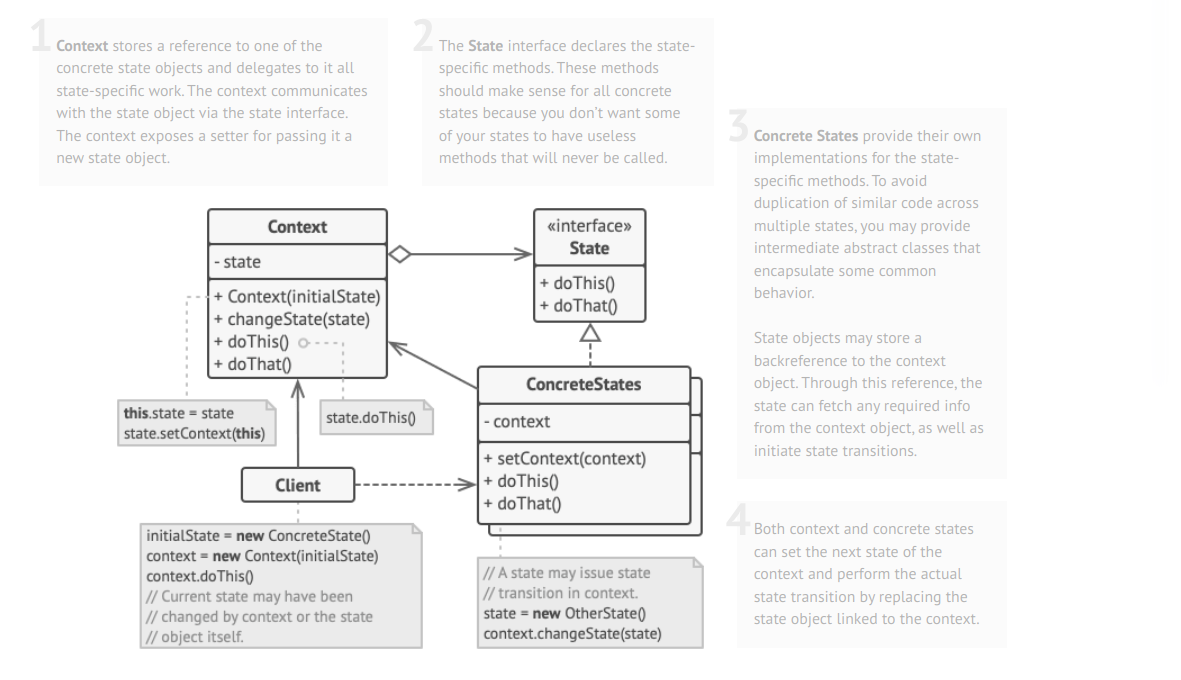 1
Context stores a reference to one of the
concrete state objects and delegates to it all
state-specific work. The context communicates
with the state object via the state interface.
The context exposes a setter for passing it a
new state object.
2
The State interface declares the state-
specific methods. These methods
should make sense for all concrete
states because you don't want some
of your states to have useless
methods that will never be called.
3
Concrete States provide their own
implementations for the state-
specific methods. To avoid
duplication of similar code across
multiple states, you may provide
intermediate abstract classes that
encapsulate some common
behavior.
State objects may store a
backreference to the context
object. Through this reference, the
state can fetch any required info
from the context object, as well as
initiate state transitions.
Context
- state
+ Context(initialState)
+ changeState(state)
+ doThis()
+ doThat()
«interface»
State
+ doThis()
+ doThat()
this.state = state
state.setContext(this)
state.doThis()
ConcreteStates
- context
+ setContext(context)
+ doThis()
+ doThat()
Client
initialState = new ConcreteState()
context = new Context(initialState)
context.doThis()
// Current state may have been
// changed by context or the state
// object itself.
// A state may issue state
// transition in context.
state = new OtherState()
context.changeState(state)
4
Both context and concrete states
can set the next state of the
context and perform the actual
state transition by replacing the
state object linked to the context.